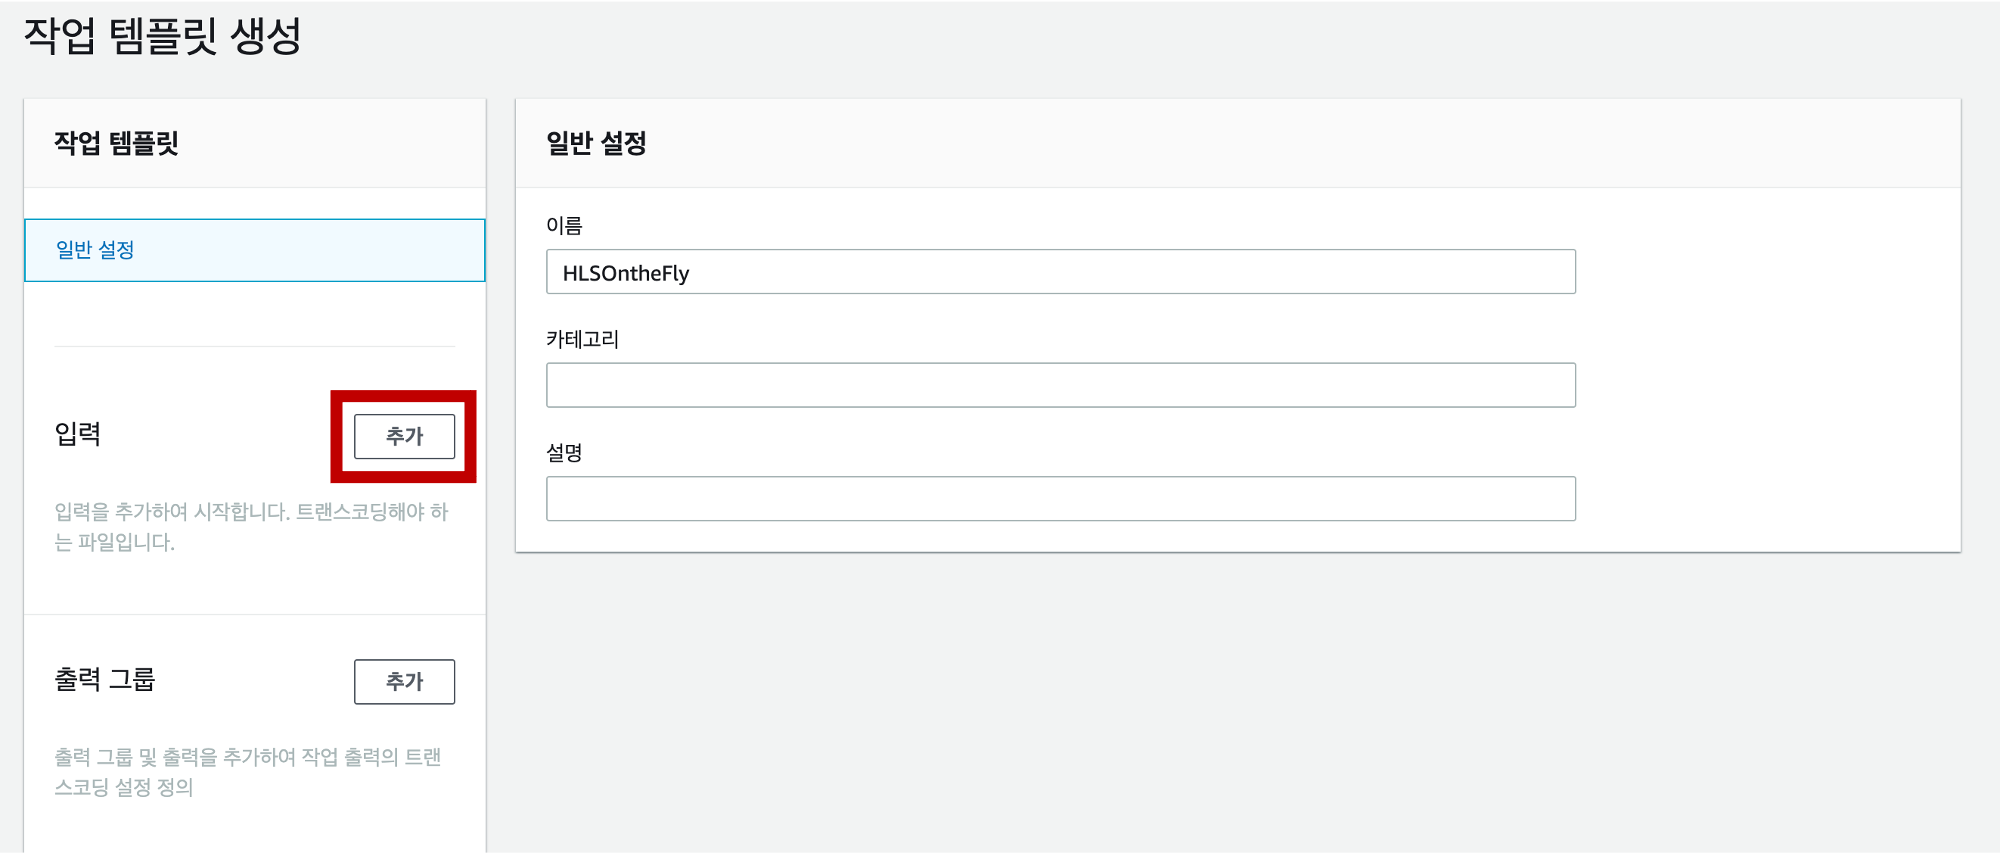 작업 템플릿 생성
작업 템플릿
일반 설정
입력
추가
입력을 추가하여 시작합니다. 트랜스코딩해야 하
는 파일입니다.
출력 그룹
추가
출력 그룹 및 출력을 추가하여 작업 출력의 트랜
스코딩 설정 정의
일반 설정
이름
HLSOntheFly
카테고리
설명